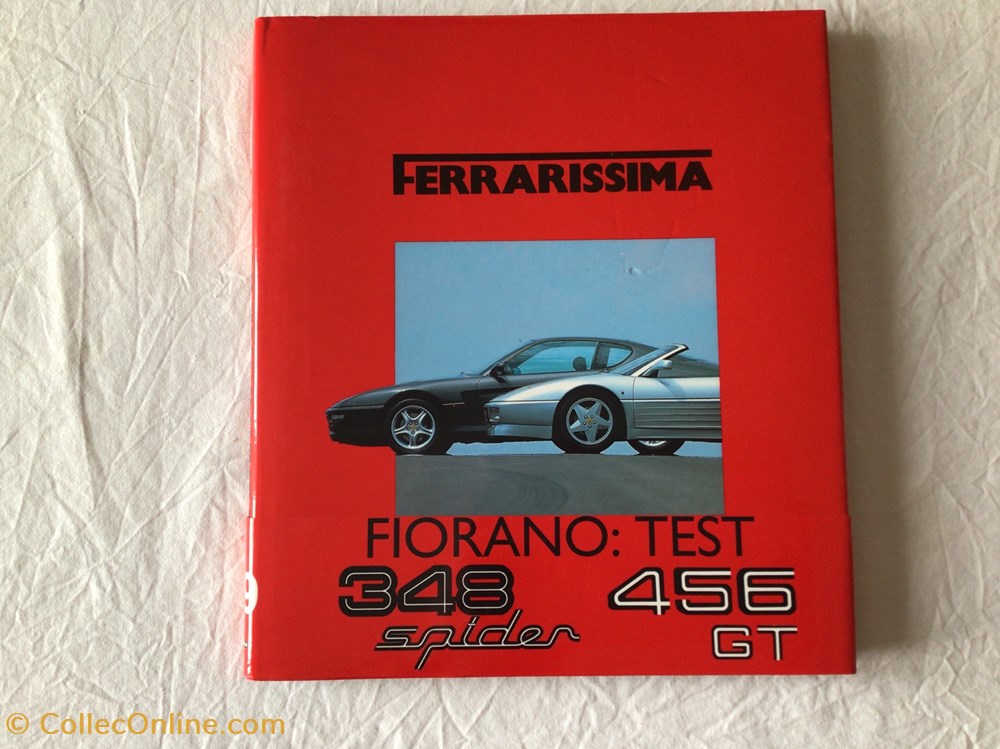 FERRARISSIMA
FIORANO: TEST
348 456
spider GT
© CollecOnline.com